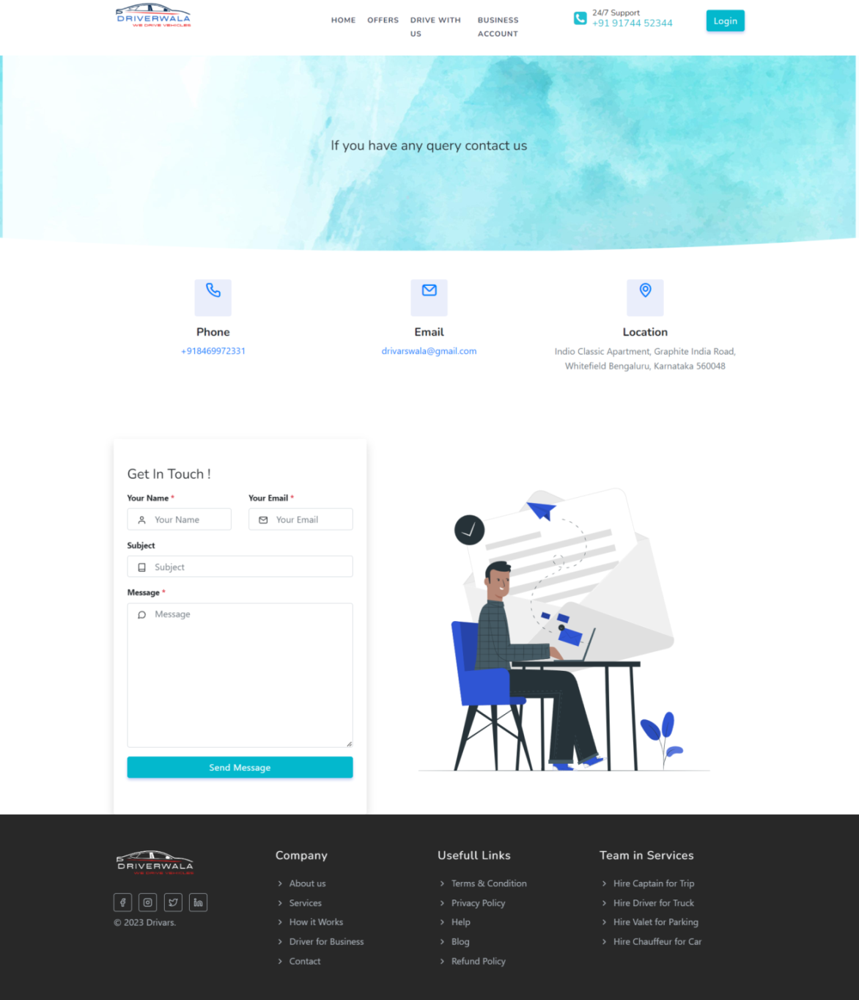 DRIVERWALA
WE DRIVE VEHICLES
HOME
OFFERS
DRIVE WITH
US
BUSINESS
ACCOUNT
24/7 Support
+91 91744 52344
Login
If you have any query contact us
Phone
+918469972331
Email
drivarswala@gmail.com
Location
Indio Classic Apartment, Graphite India Road,
Whitefield Bengaluru, Karnataka 560048
Get In Touch !
Your Name *
Your Name
Your Email *
Your Email
Subject
Subject
Message *
Message
Send Message
DRIVERWALA
WE DRIVE VEHICLES
© 2023 Drivars.
Company
About us
Services
How it Works
Driver for Business
Contact
Usefull Links
Terms & Condition
Privacy Policy
Help
Blog
Refund Policy
Team in Services
Hire Captain for Trip
Hire Driver for Truck
Hire Valet for Parking
Hire Chauffeur for Car